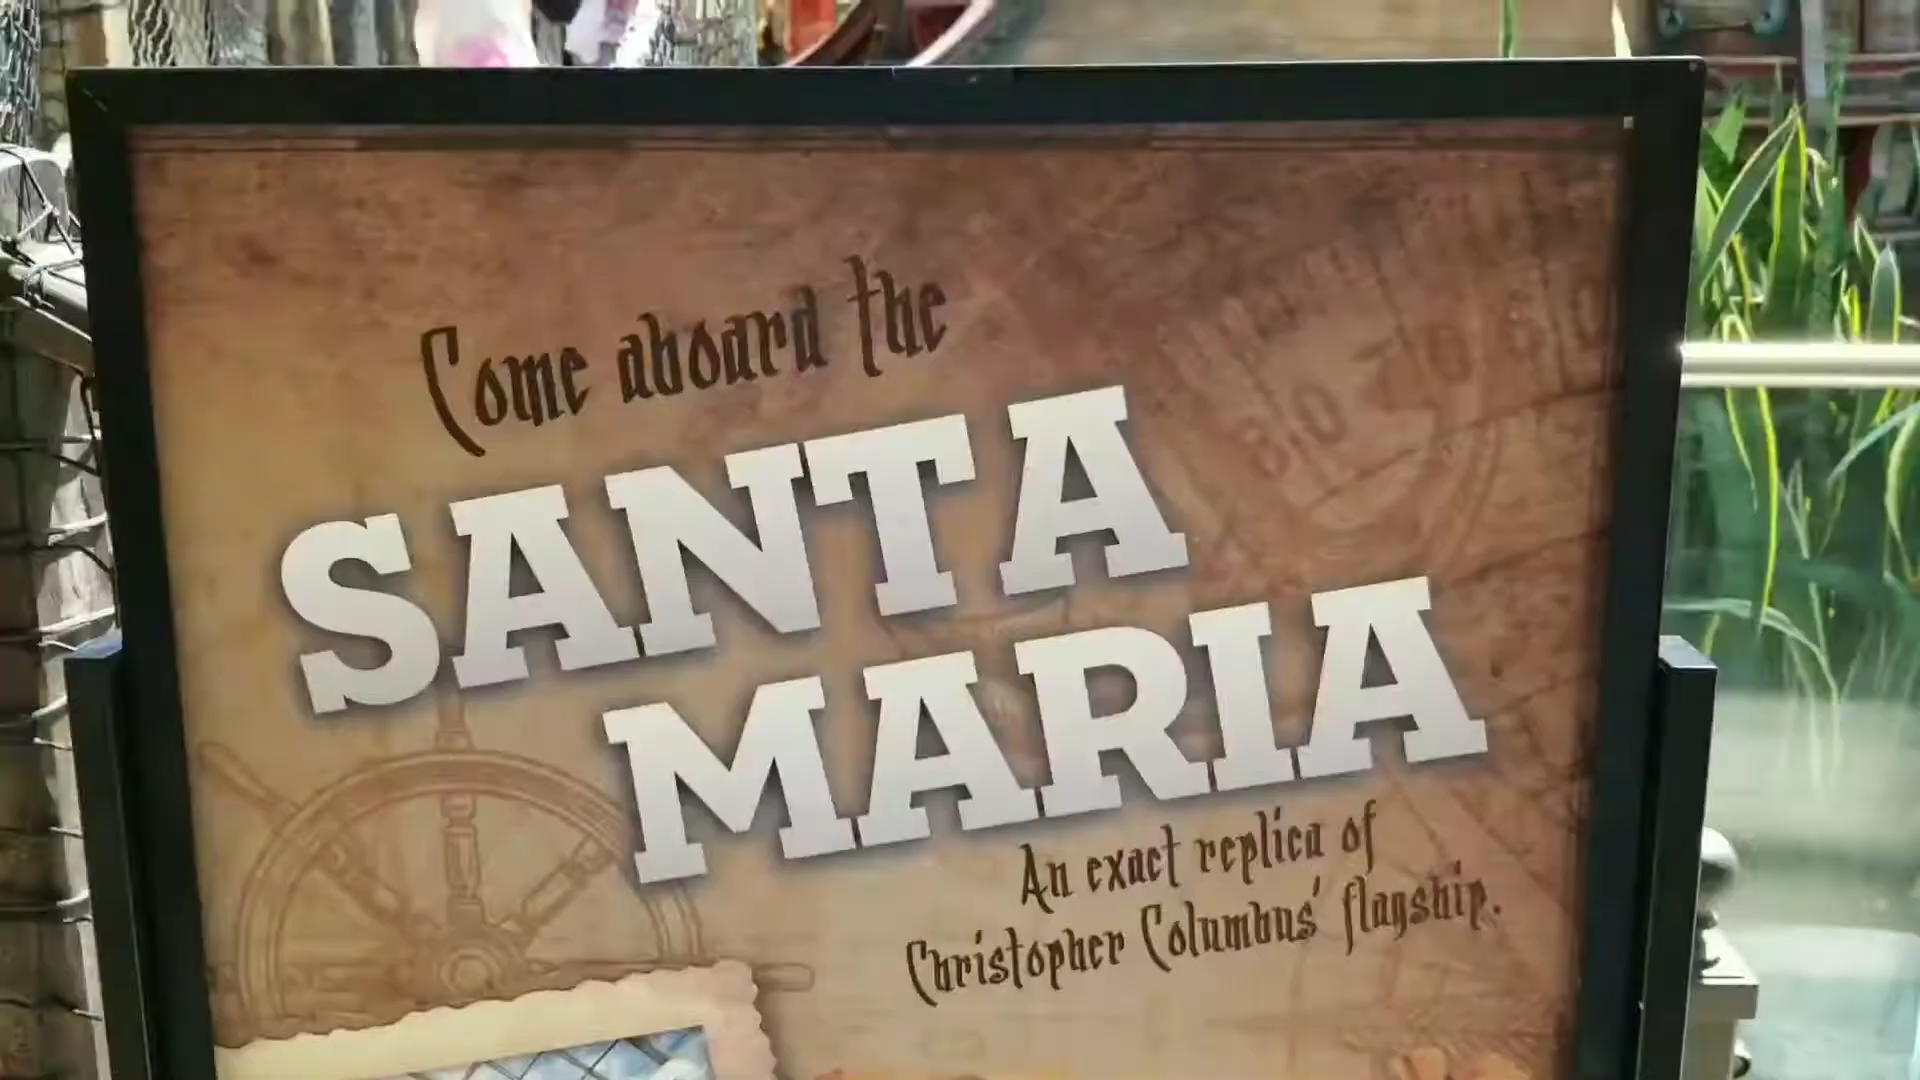 Come aboard the
SANTA
MARIA
An exact replica of
Christopher Columbus' flagship.